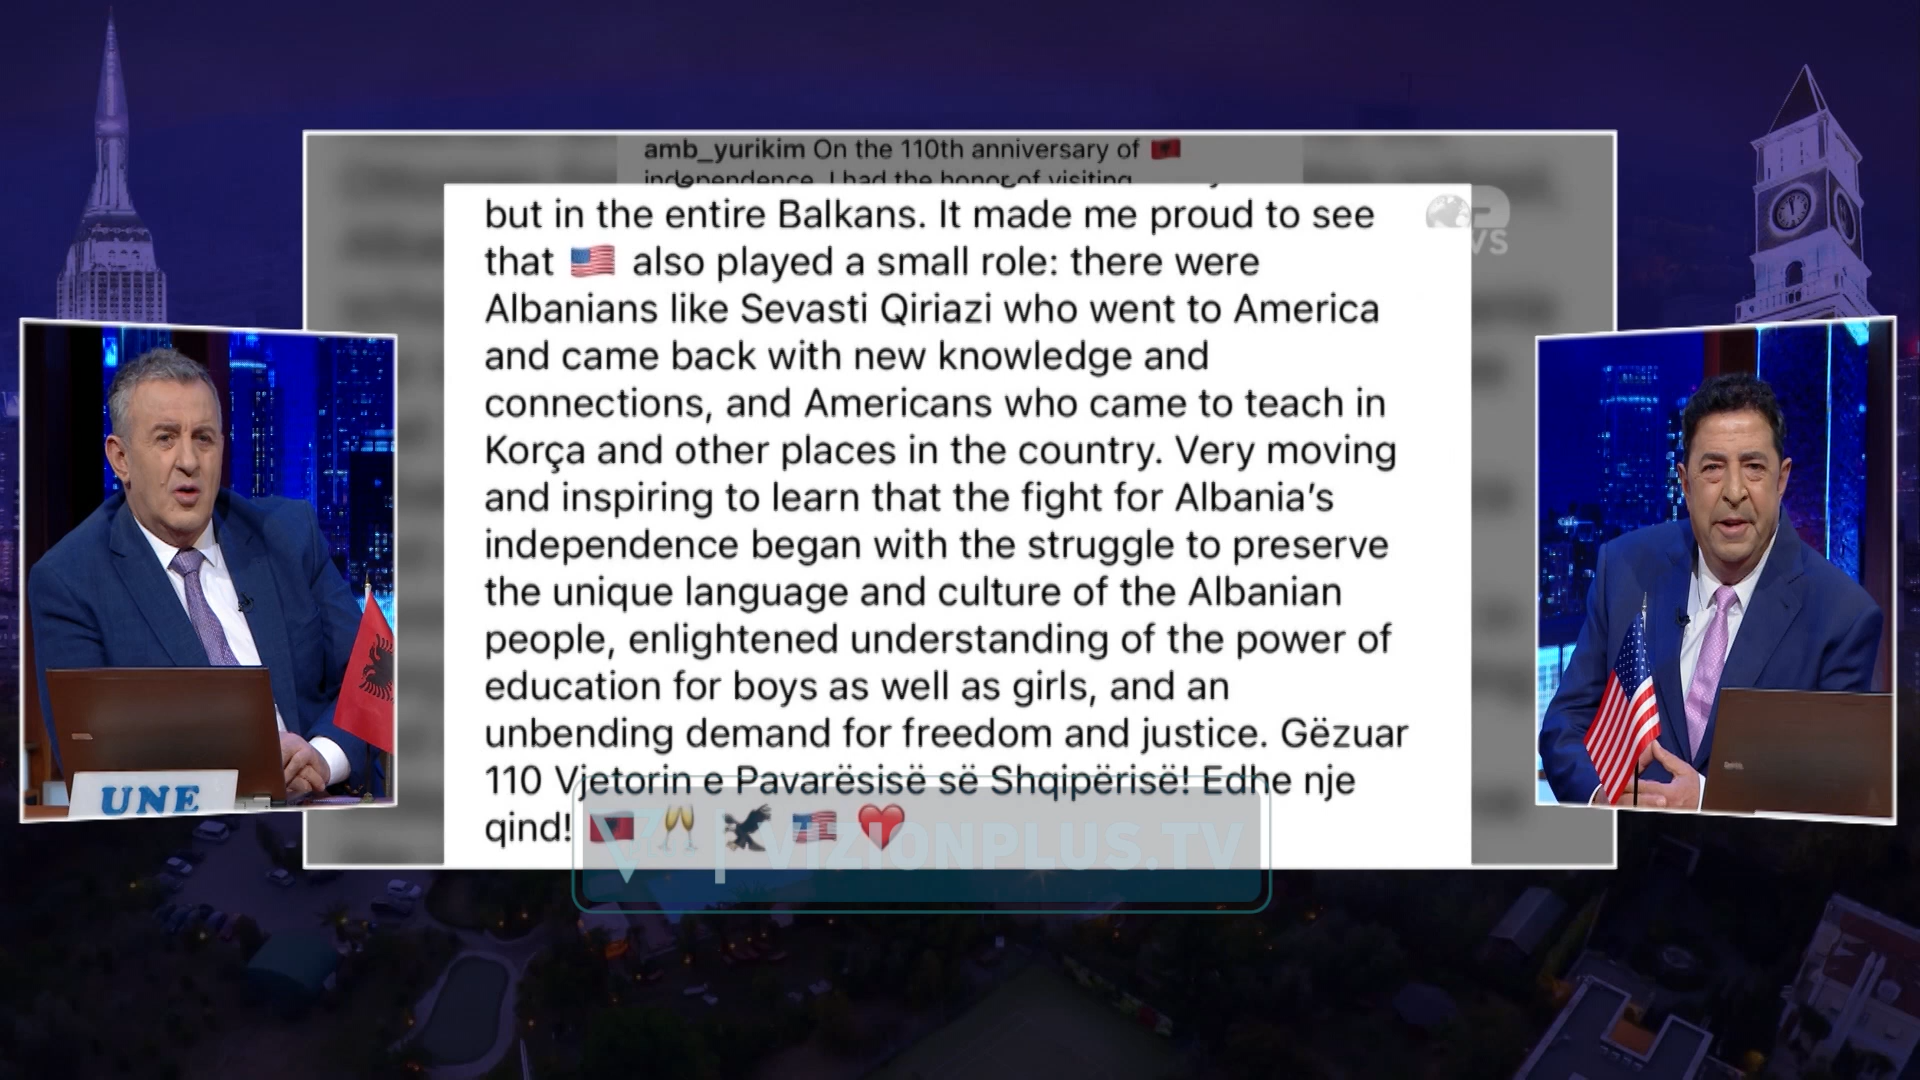 amb_yurikim On the 110th anniversary of 🇦🇱
independence, I had the honor of visiting
but in the entire Balkans. It made me proud to see
that 🇺🇸 also played a small role: there were
Albanians like Sevasti Qiriazi who went to America
and came back with new knowledge and
connections, and Americans who came to teach in
Korça and other places in the country. Very moving
and inspiring to learn that the fight for Albania’s
independence began with the struggle to preserve
the unique language and culture of the Albanian
people, enlightened understanding of the power of
education for boys as well as girls, and an
unbending demand for freedom and justice. Gëzuar
110 Vjetorin e Pavarësisë së Shqipërisë! Edhe nje
qind! 🇦🇱 🥂 🦅 🇺🇸 ❤️
UNE
VIZIONPLUS.TV